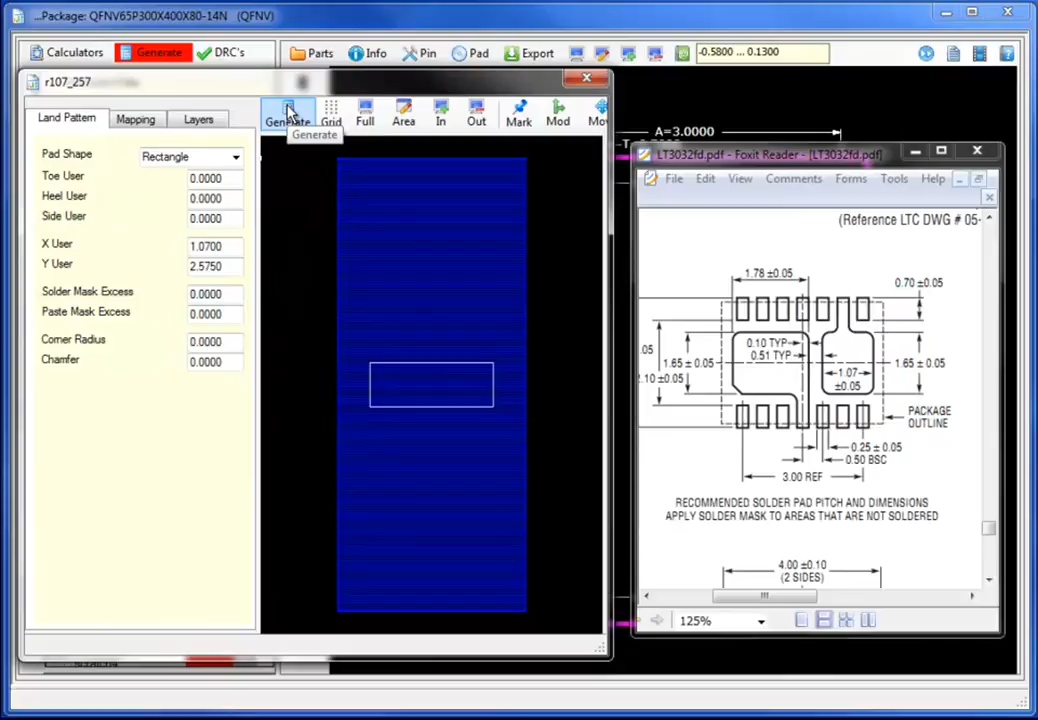 ...Package: QFNV65P300X400X80-14N (QFNV)
Calculators Generate DRC's Parts Info Pin Pad Export -0.5800 ... 0.1300
r107_257
Land Pattern Mapping Layers
Generate Grid Full Area In Out Mark Mod Mov
Generate
Pad Shape Rectangle
Toe User 0.0000
Heel User 0.0000
Side User 0.0000
X User 1.0700
Y User 2.5750
Solder Mask Excess 0.0000
Paste Mask Excess 0.0000
Corner Radius 0.0000
Chamfer 0.0000
A=3.0000
LT3032fd.pdf - Foxit Reader - [LT3032fd.pdf]
File Edit View Comments Forms Tools Help
(Reference LTC DWG # 05-
1.78 ±0.05
0.70 ±0.05
0.10 TYP
0.51 TYP
.05
1.65 ± 0.05
1.65 ± 0.05
2.10 ±0.05
1.07
±0.05
PACKAGE
OUTLINE
0.25 ± 0.05
0.50 BSC
3.00 REF
RECOMMENDED SOLDER PAD PITCH AND DIMENSIONS
APPLY SOLDER MASK TO AREAS THAT ARE NOT SOLDERED
4.00 ±0.10
(2 SIDES)
125%